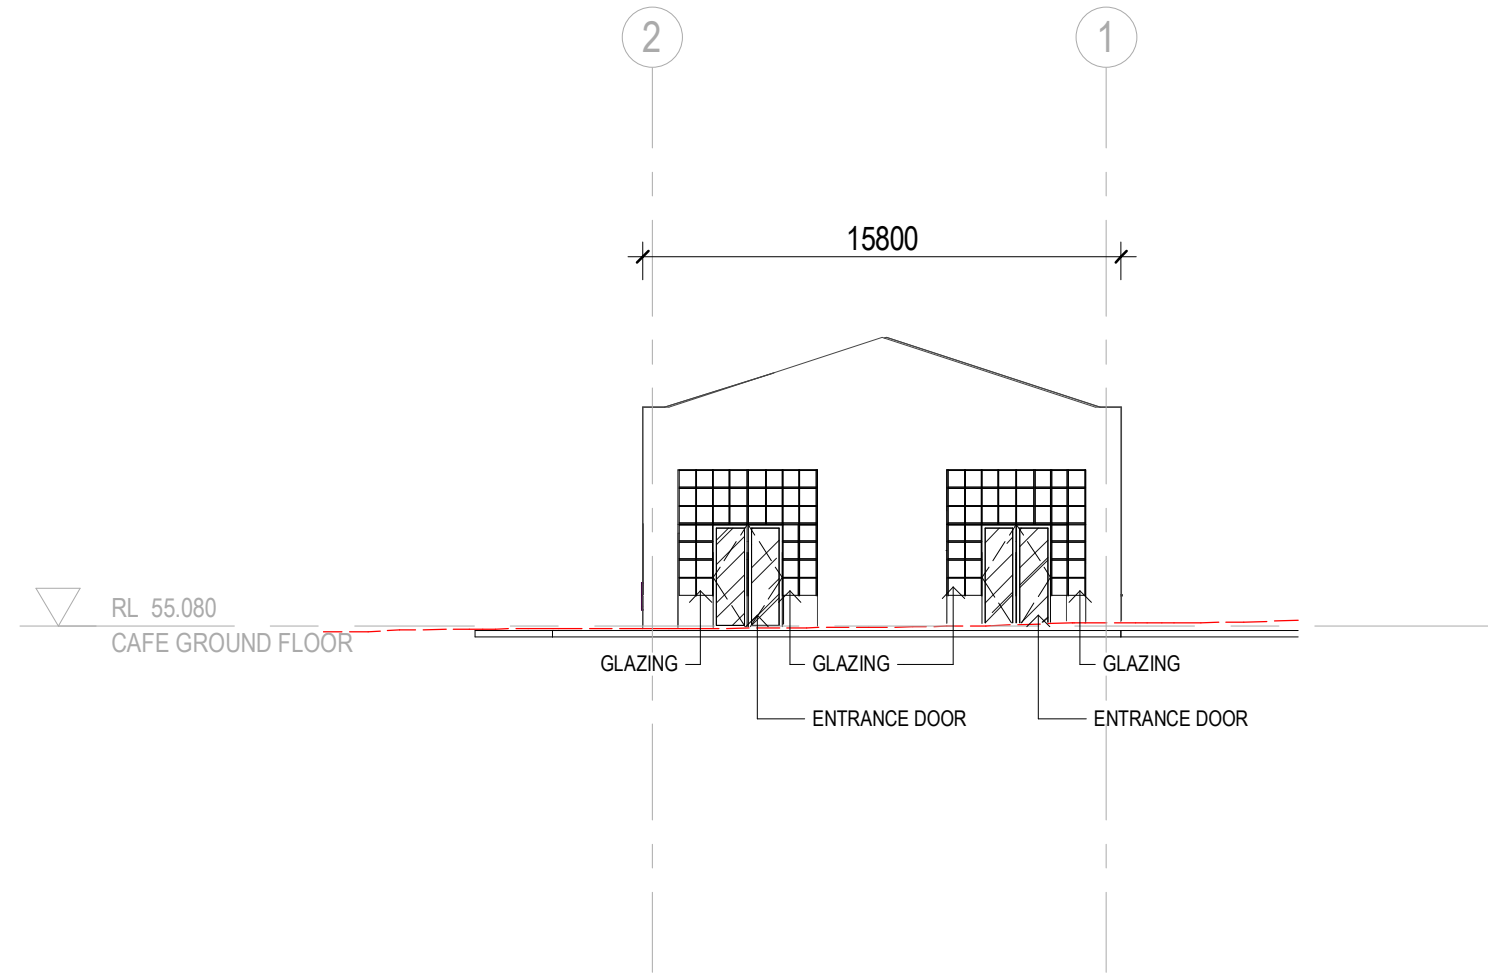 2
1
15800
RL 55.080
CAFE GROUND FLOOR
GLAZING
GLAZING
GLAZING
ENTRANCE DOOR
ENTRANCE DOOR